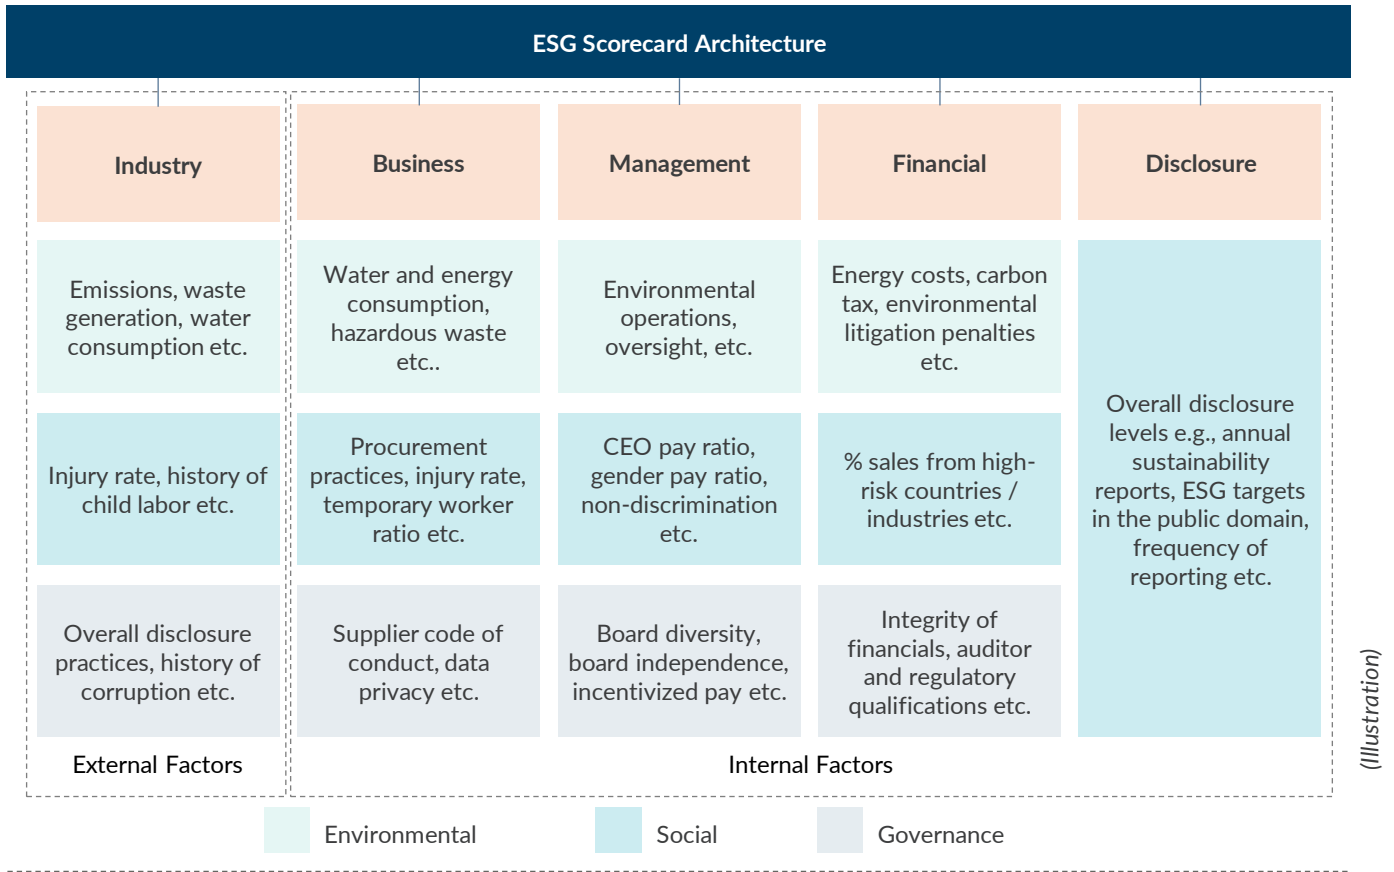 ESG Scorecard Architecture
Industry
Business
Management
Financial
Disclosure
Emissions, waste
generation, water
consumption etc.
Water and energy
consumption,
hazardous waste
etc..
Environmental
operations,
oversight, etc.
Energy costs, carbon
tax, environmental
litigation penalties
etc.
Overall disclosure
levels e.g., annual
sustainability
reports, ESG targets
in the public domain,
frequency of
reporting etc.
Injury rate, history of
child labor etc.
Procurement
practices, injury rate,
temporary worker
ratio etc.
CEO pay ratio,
gender pay ratio,
non-discrimination
etc.
% sales from high-
risk countries /
industries etc.
Overall disclosure
practices, history of
corruption etc.
Supplier code of
conduct, data
privacy etc.
Board diversity,
board independence,
incentivized pay etc.
Integrity of
financials, auditor
and regulatory
qualifications etc.
External Factors
Internal Factors
(Illustration)
Environmental
Social
Governance